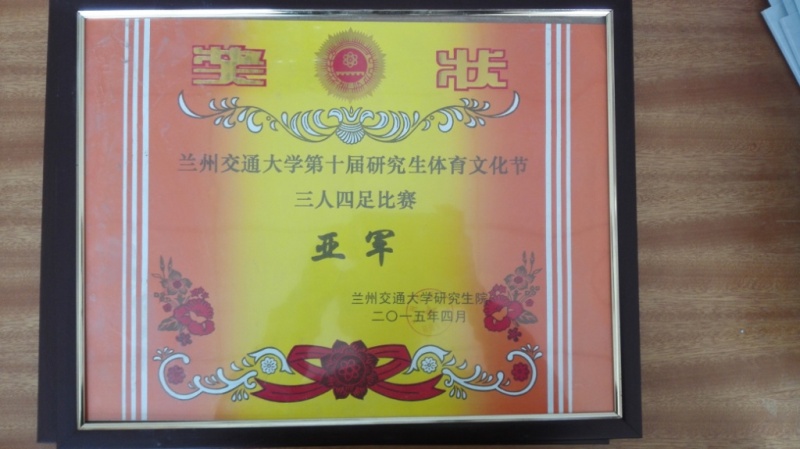 奖 状
兰州交通大学第十届研究生体育文化节
三人四足比赛
亚军
兰州交通大学研究生院
二〇一五年四月